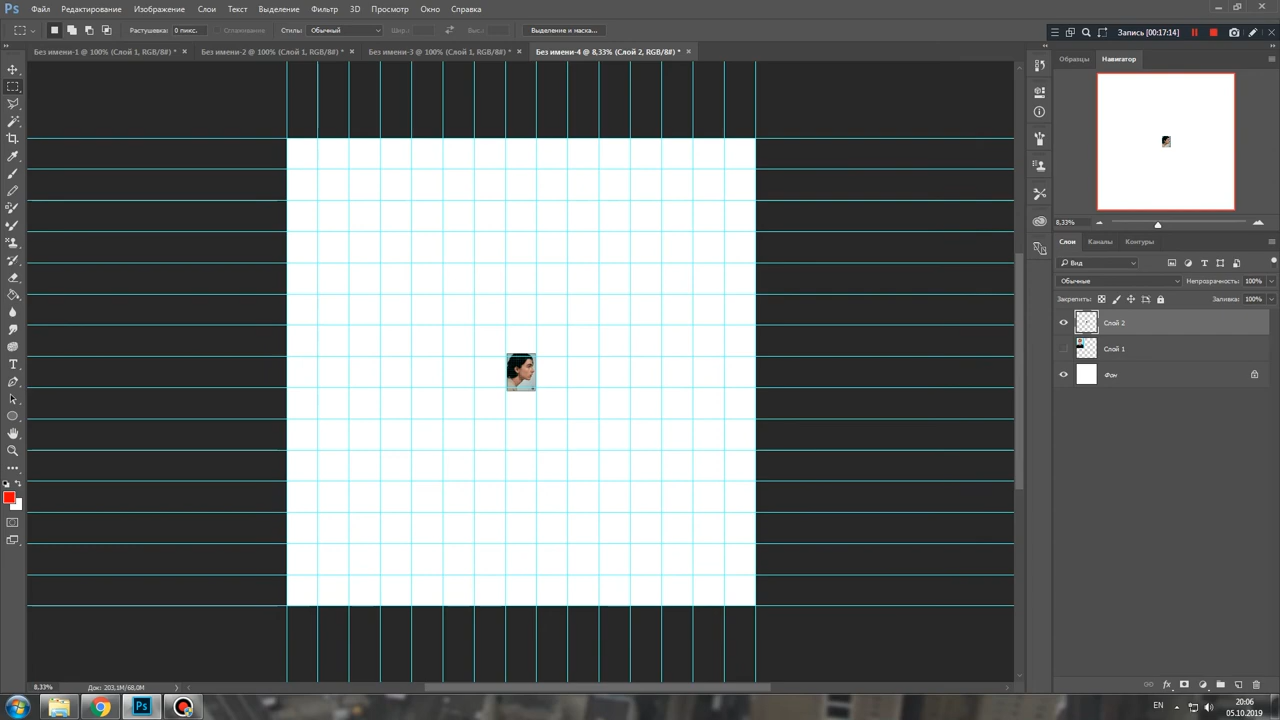 Ps Файл Редактирование Изображение Слои Текст Выделение Фильтр 3D Просмотр Окно Справка
Растушевка: 0 пикс. Сглаживание Стиль: Обычный Шир.: Выс.: Выделение и маска...
Запись [00:17:14]
Без имени-1 @ 100% (Слой 1, RGB/8#) * × Без имени-2 @ 100% (Слой 1, RGB/8#) * × Без имени-3 @ 100% (Слой 1, RGB/8#) * × Без имени-4 @ 8,33% (Слой 2, RGB/8#) * ×
Образцы Навигатор
8,33%
Слои Каналы Контуры
Вид
Обычные Непрозрачность: 100%
Закрепить: Заливка: 100%
Слой 2
Слой 1
Фон
8,33% Док: 203,1M/68,0M
Ps EN 20:06
05.10.2019